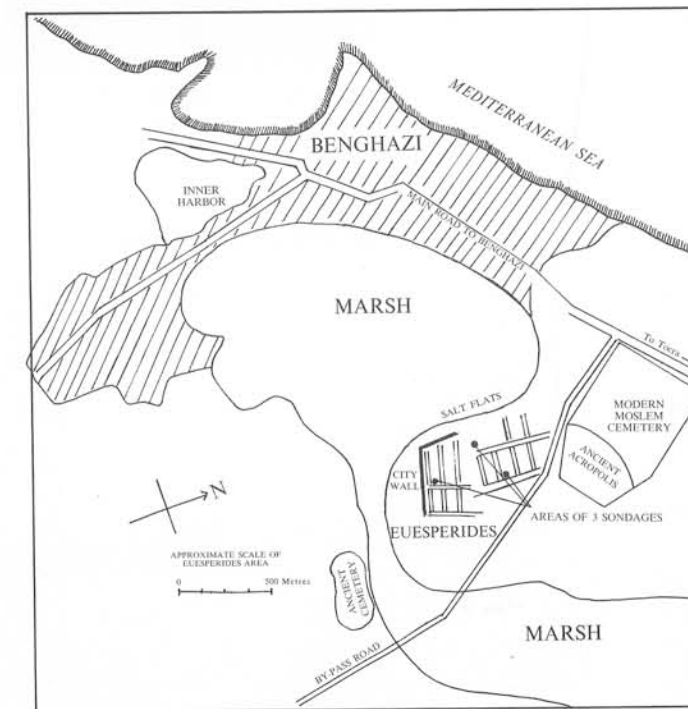 MEDITERRANEAN SEA
BENGHAZI
INNER
HARBOR
MAIN ROAD TO BENGHAZI
MARSH
To Tocra
SALT FLATS
MODERN
MOSLEM
CEMETERY
ANCIENT
ACROPOLIS
CITY
WALL
N
AREAS OF 3 SONDAGES
EUESPERIDES
APPROXIMATE SCALE OF
EUESPERIDES AREA
0 500 Metres
ANCIENT
CEMETERY
MARSH
BY-PASS ROAD